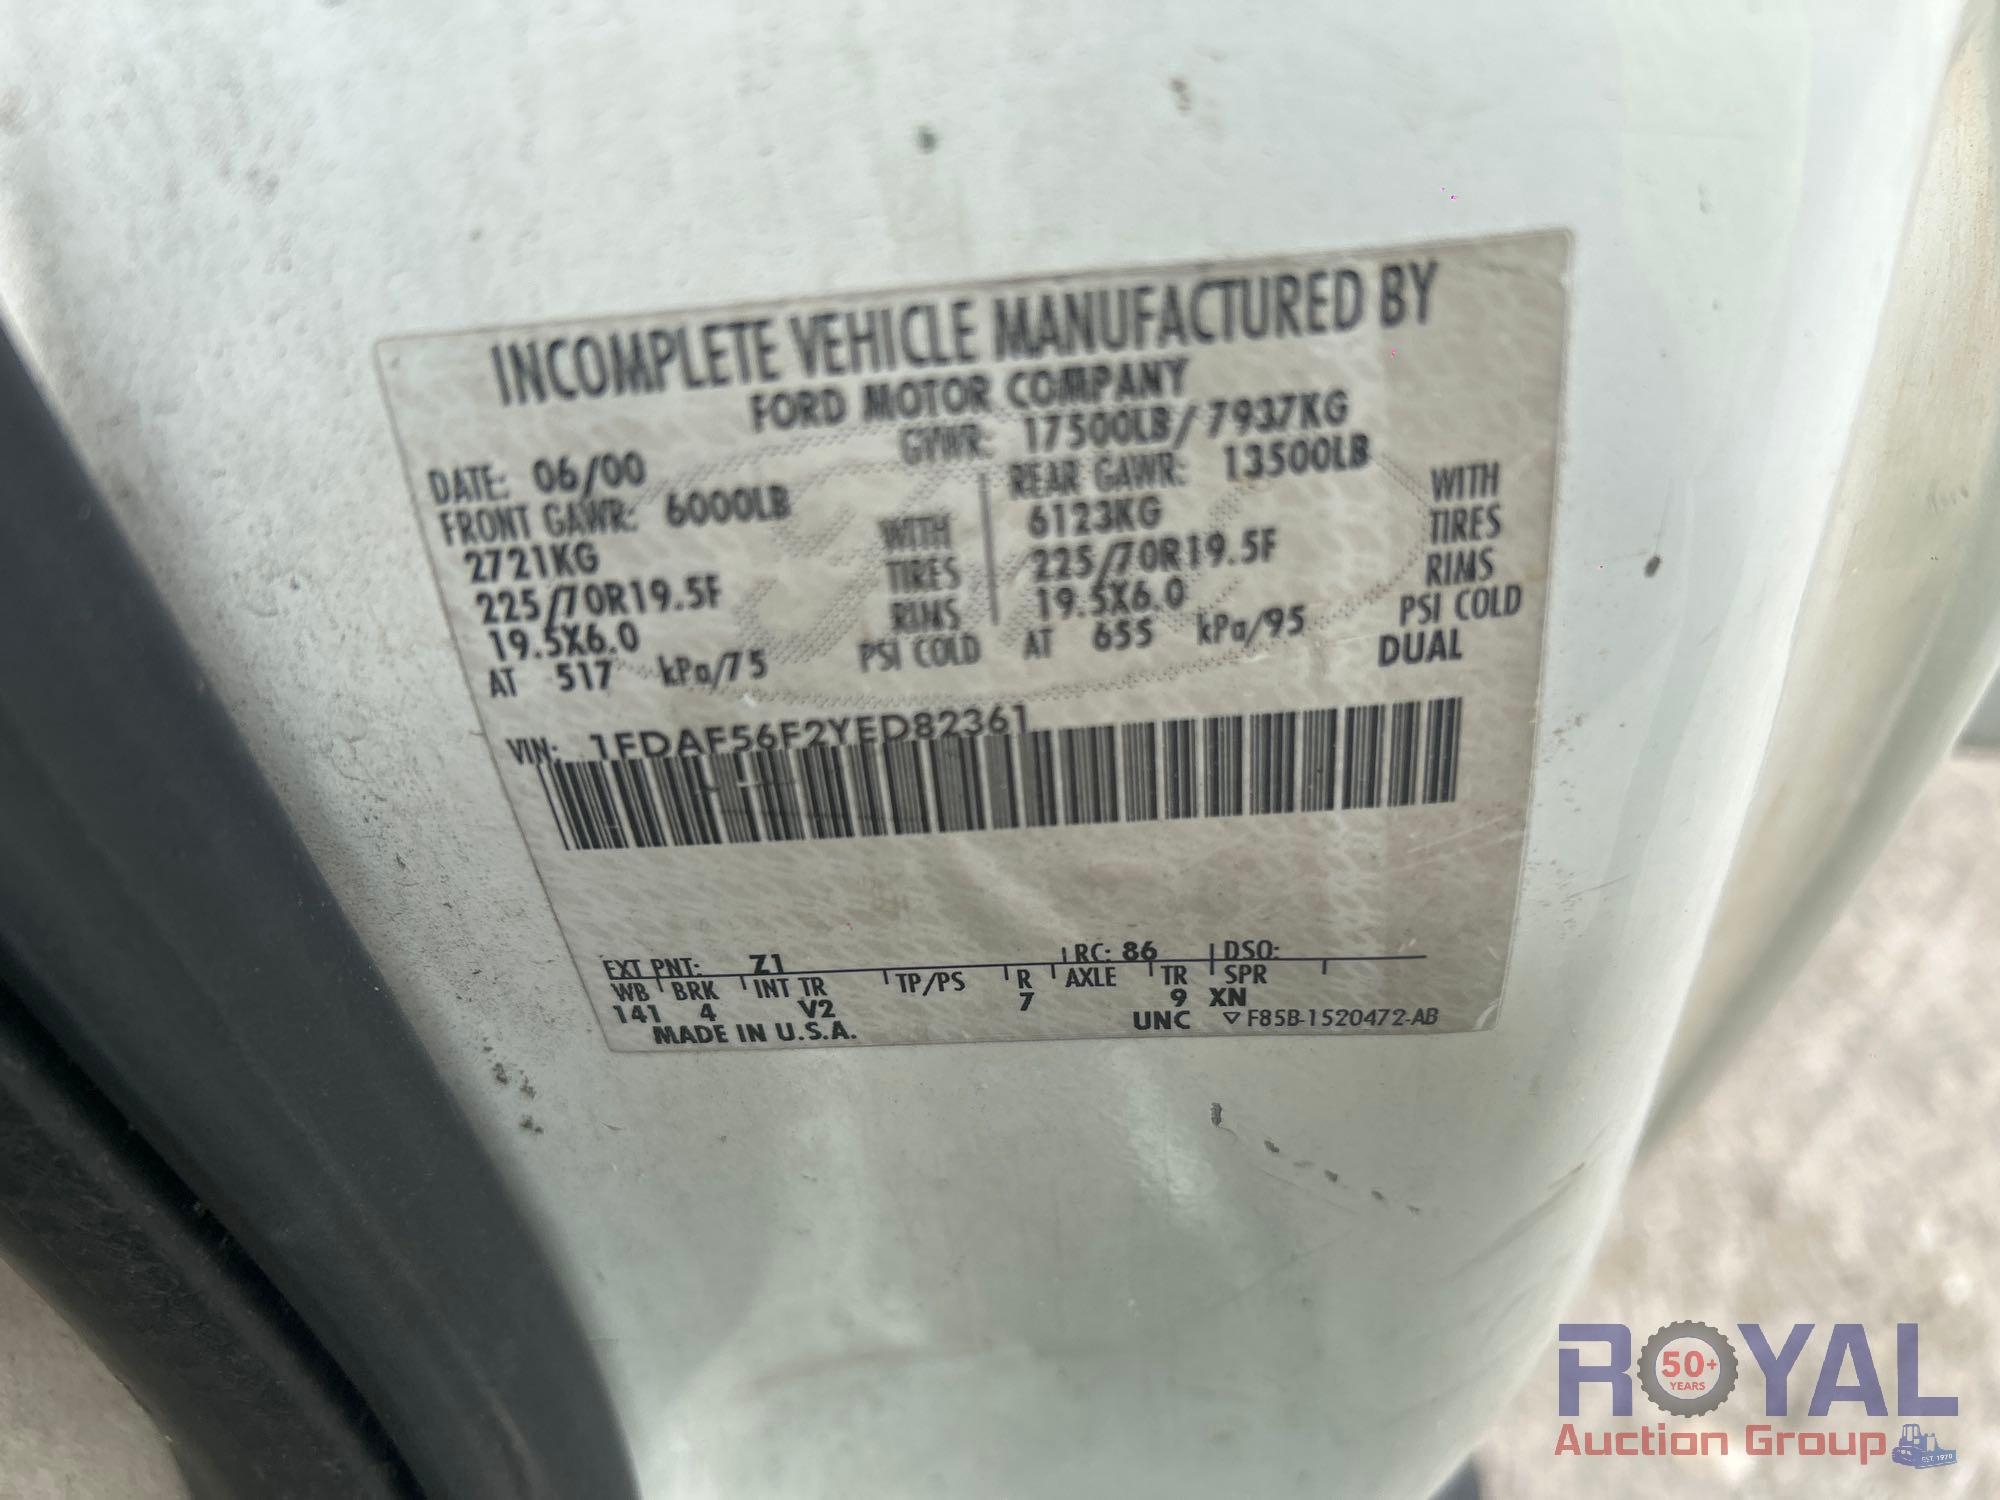 INCOMPLETE VEHICLE MANUFACTURED BY
FORD MOTOR COMPANY
DATE: 06/00 GVWR: 17500LB/ 7937KG
FRONT GAWR: 6000LB REAR GAWR: 13500LB
2721KG WITH 6123KG WITH
225/70R19.5F TIRES 225/70R19.5F TIRES
19.5X6.0 RIMS 19.5X6.0 RIMS
AT 517 kPa/75 PSI COLD AT 655 kPa/95 PSI COLD
DUAL
VIN: 1FDAF56F2YED82361
EXT PNT: Z1 RC: 86 DSO:
WB BRK INT TR TP/PS R AXLE TR SPR
141 4 V2 7 9 XN
MADE IN U.S.A. UNC ▽ F85B-1520472-AB
ROYAL
50+
YEARS
Auction Group
EST. 1970